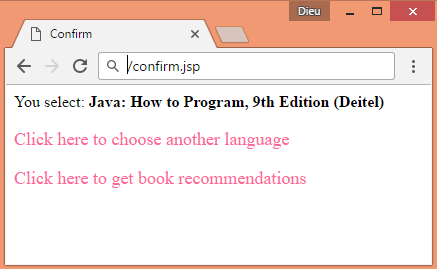 Dieu
Confirm
/confirm.jsp
You select: Java: How to Program, 9th Edition (Deitel)
Click here to choose another language
Click here to get book recommendations